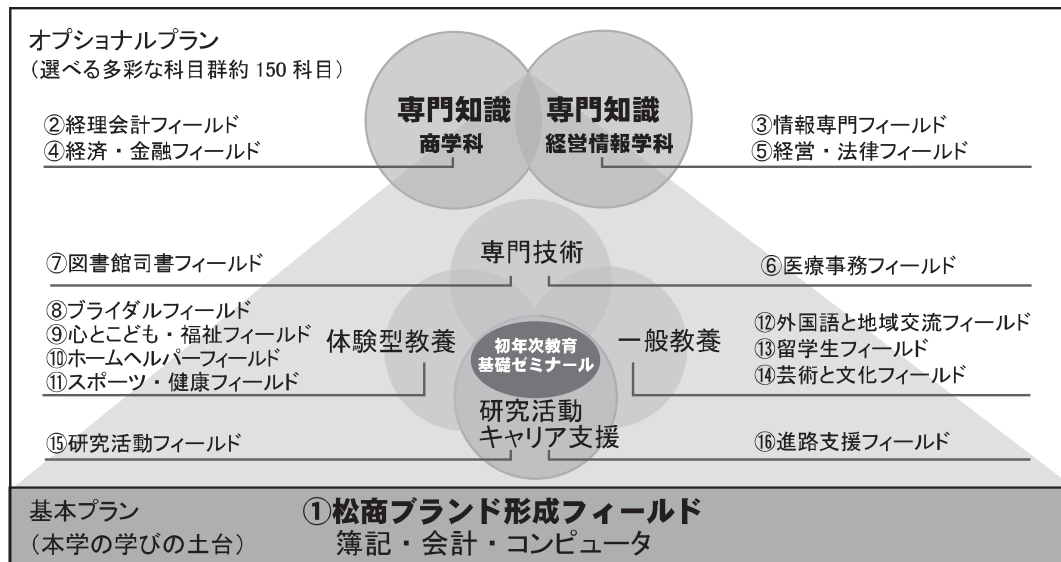 オプショナルプラン
(選べる多彩な科目群約 150 科目)
専門知識
商学科
専門知識
経営情報学科
②経理会計フィールド
④経済・金融フィールド
③情報専門フィールド
⑤経営・法律フィールド
専門技術
⑦図書館司書フィールド
⑥医療事務フィールド
⑧ブライダルフィールド
⑨心とこども・福祉フィールド
⑩ホームヘルパーフィールド
⑪スポーツ・健康フィールド
体験型教養
初年次教育
基礎ゼミナール
一般教養
⑫外国語と地域交流フィールド
⑬留学生フィールド
⑭芸術と文化フィールド
研究活動
キャリア支援
⑮研究活動フィールド
⑯進路支援フィールド
基本プラン
(本学の学びの土台)
①松商ブランド形成フィールド
簿記・会計・コンピュータ